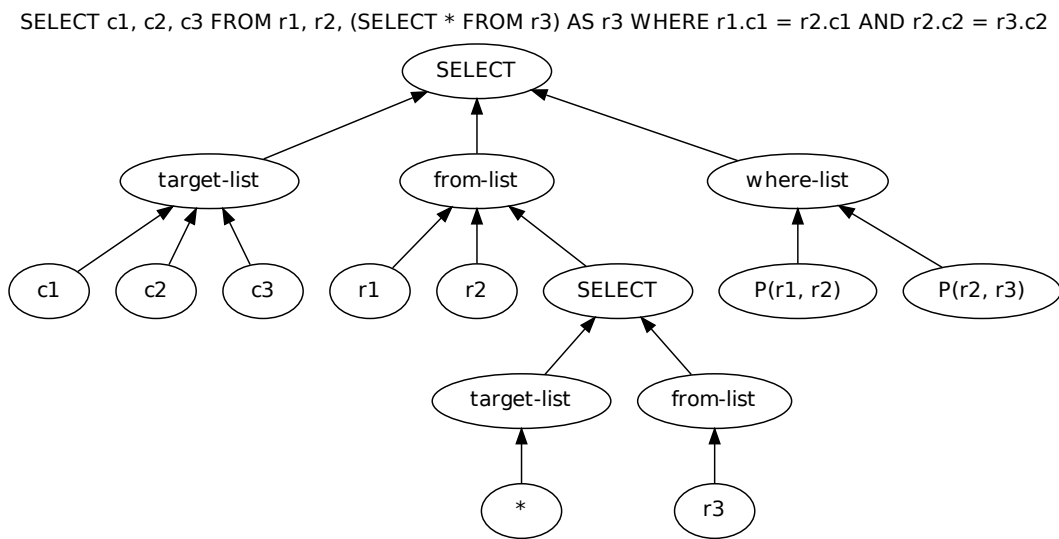 SELECT c1, c2, c3 FROM r1, r2, (SELECT * FROM r3) AS r3 WHERE r1.c1 = r2.c1 AND r2.c2 = r3.c2
SELECT
target-list from-list where-list
c1 c2 c3 r1 r2 SELECT P(r1, r2) P(r2, r3)
target-list from-list
* r3